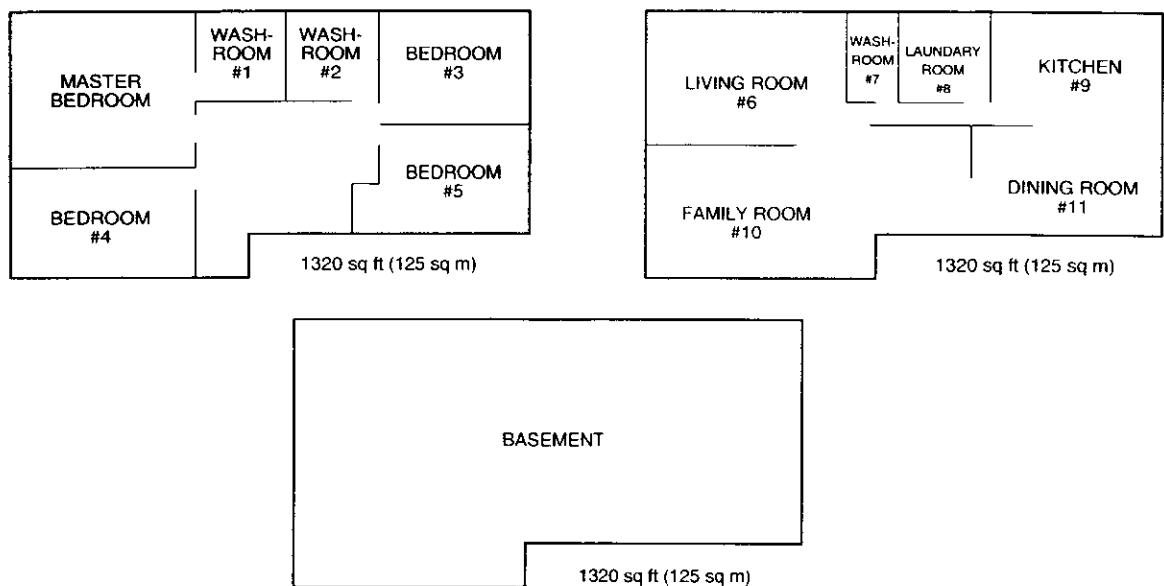 WASH-
ROOM
#1
WASH-
ROOM
#2
BEDROOM
#3
MASTER
BEDROOM
BEDROOM
#4
BEDROOM
#5
1320 sq ft (125 sq m)
WASH-
ROOM
#7
LAUNDARY
ROOM
#8
KITCHEN
#9
LIVING ROOM
#6
FAMILY ROOM
#10
DINING ROOM
#11
1320 sq ft (125 sq m)
BASEMENT
1320 sq ft (125 sq m)